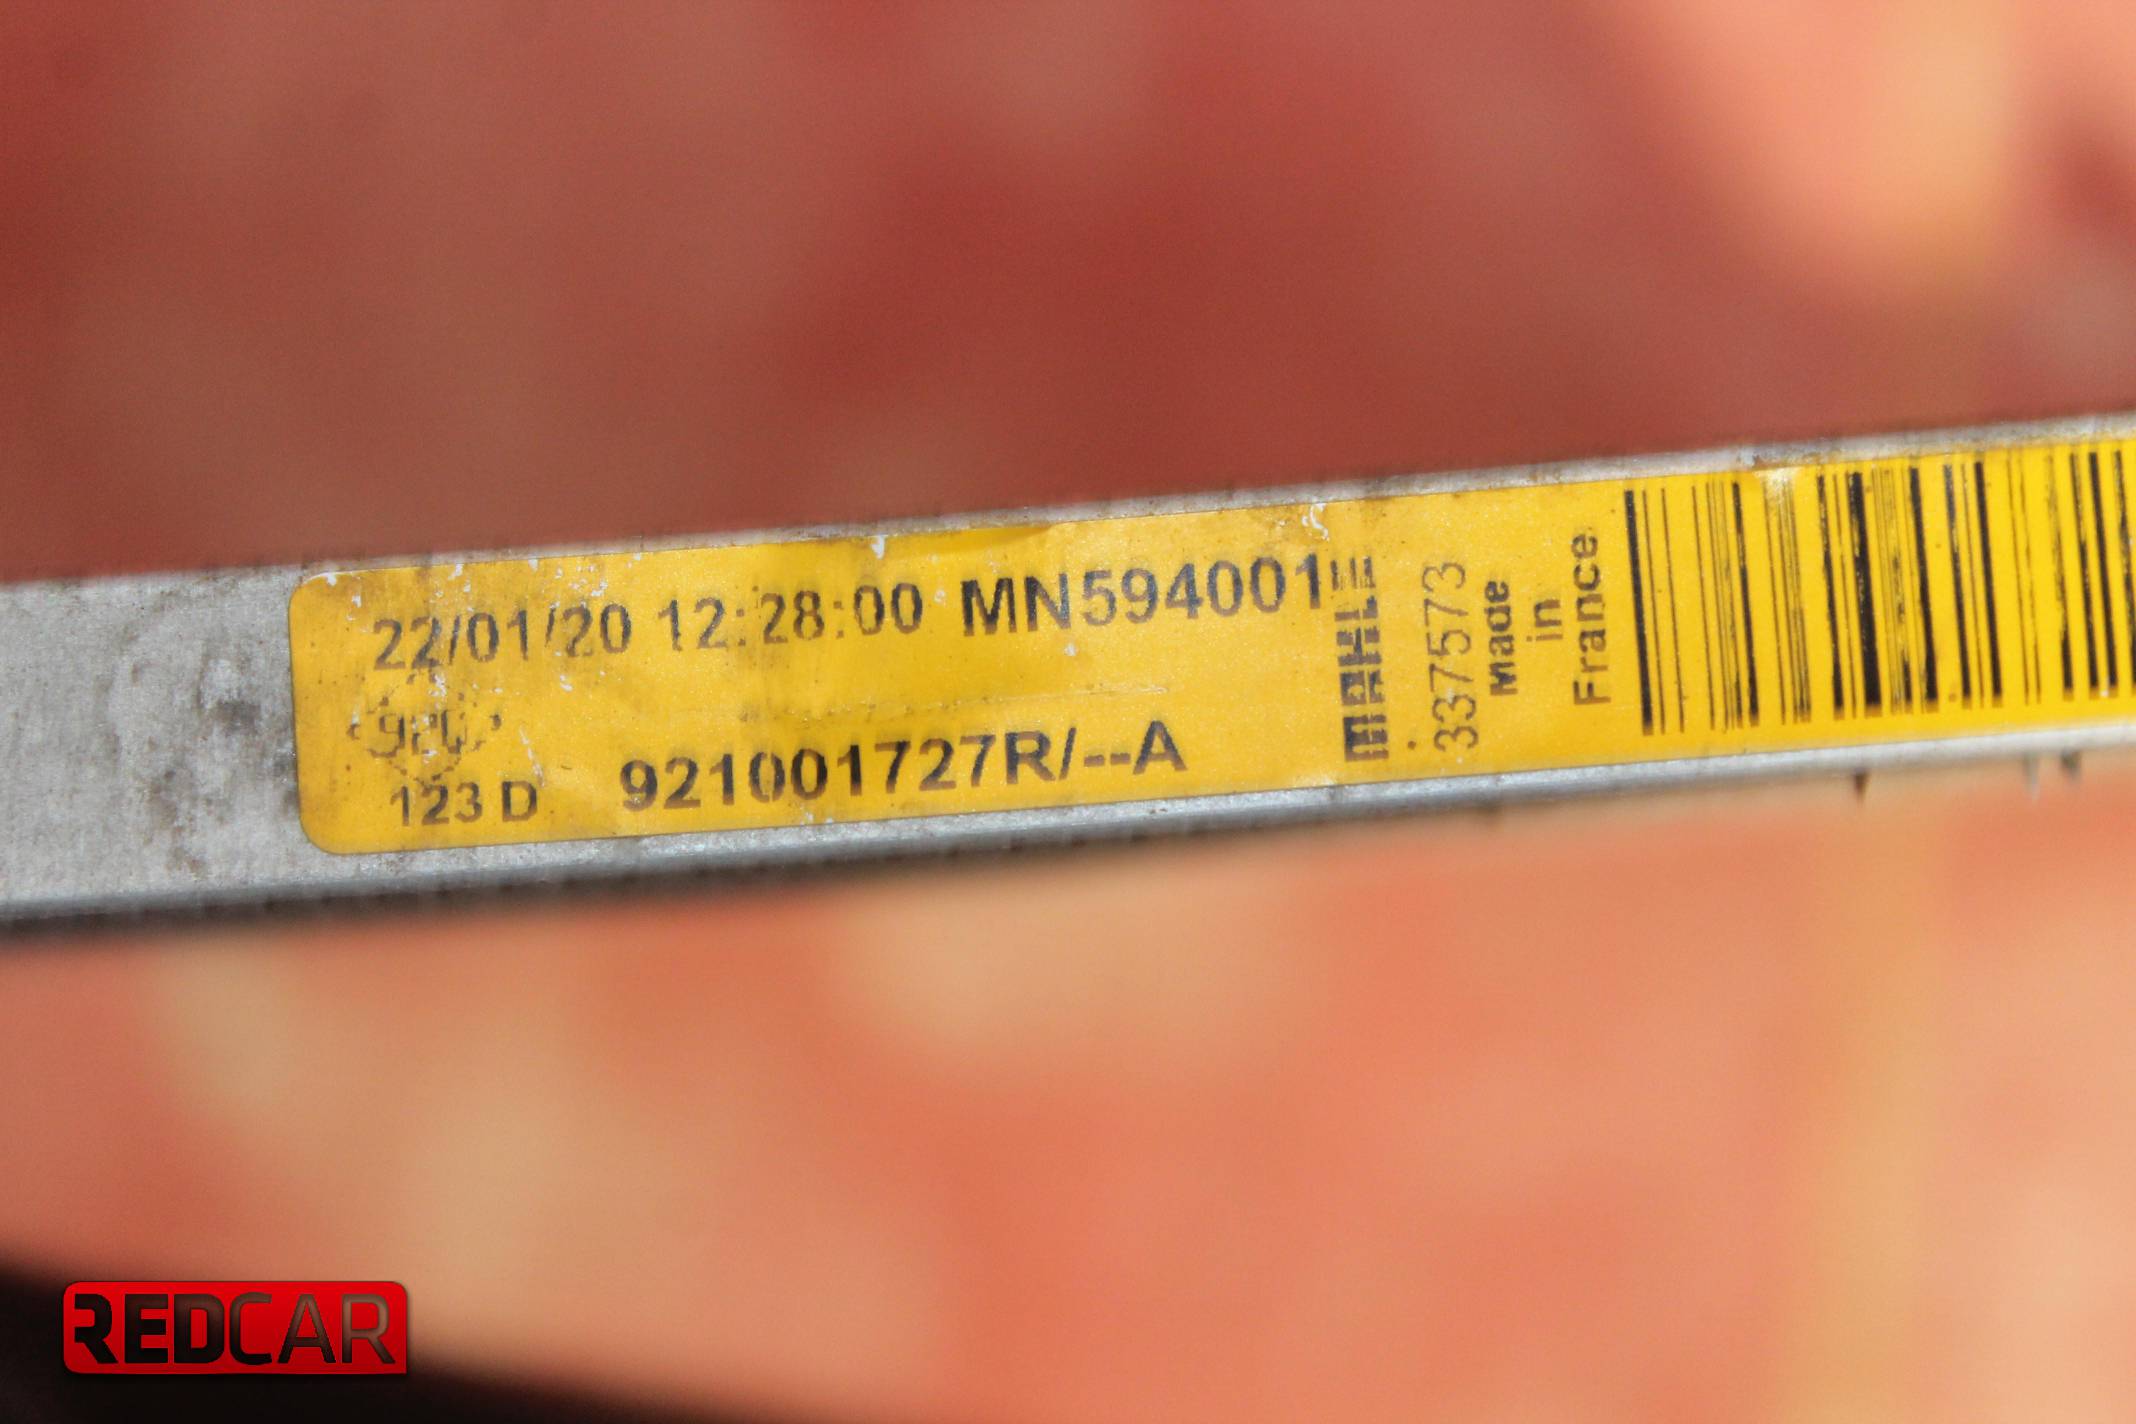 22/01/20 12:28:00 MN594001
123 D 921001727R/--A
MAHLE
337573
Made
in
France
REDCAR